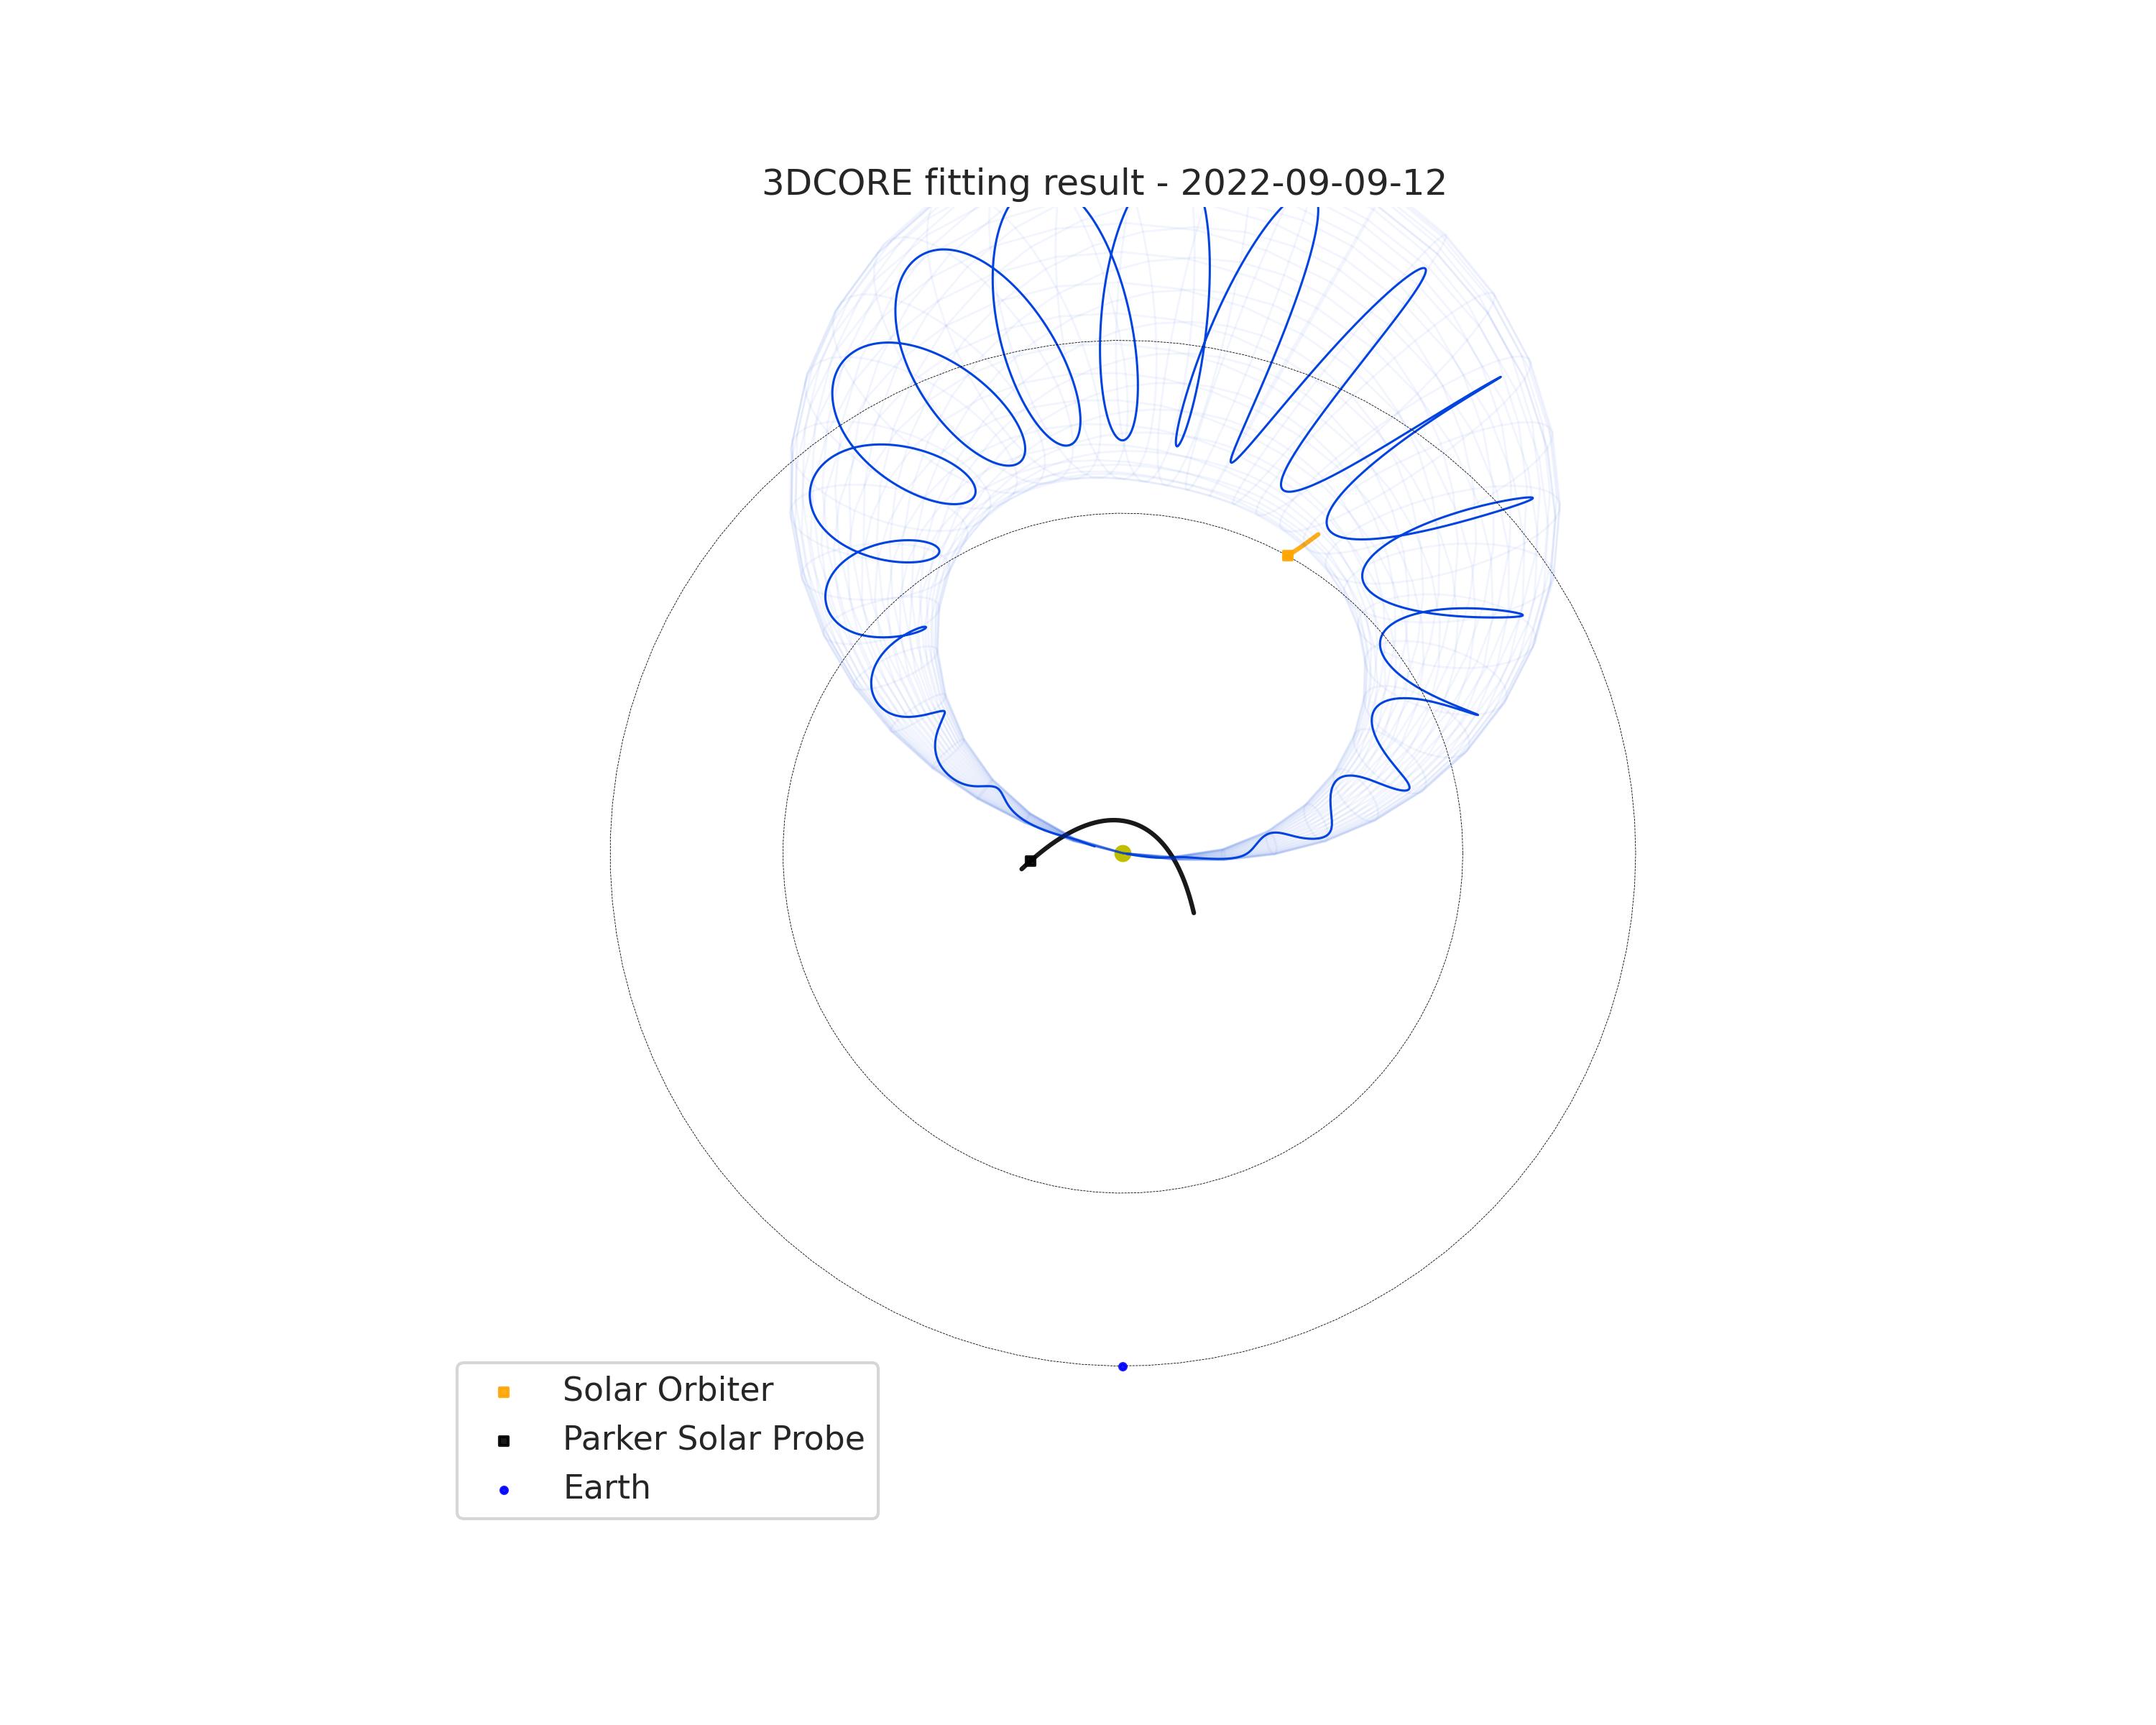 3DCORE fitting result - 2022-09-09-12
Solar Orbiter
Parker Solar Probe
Earth